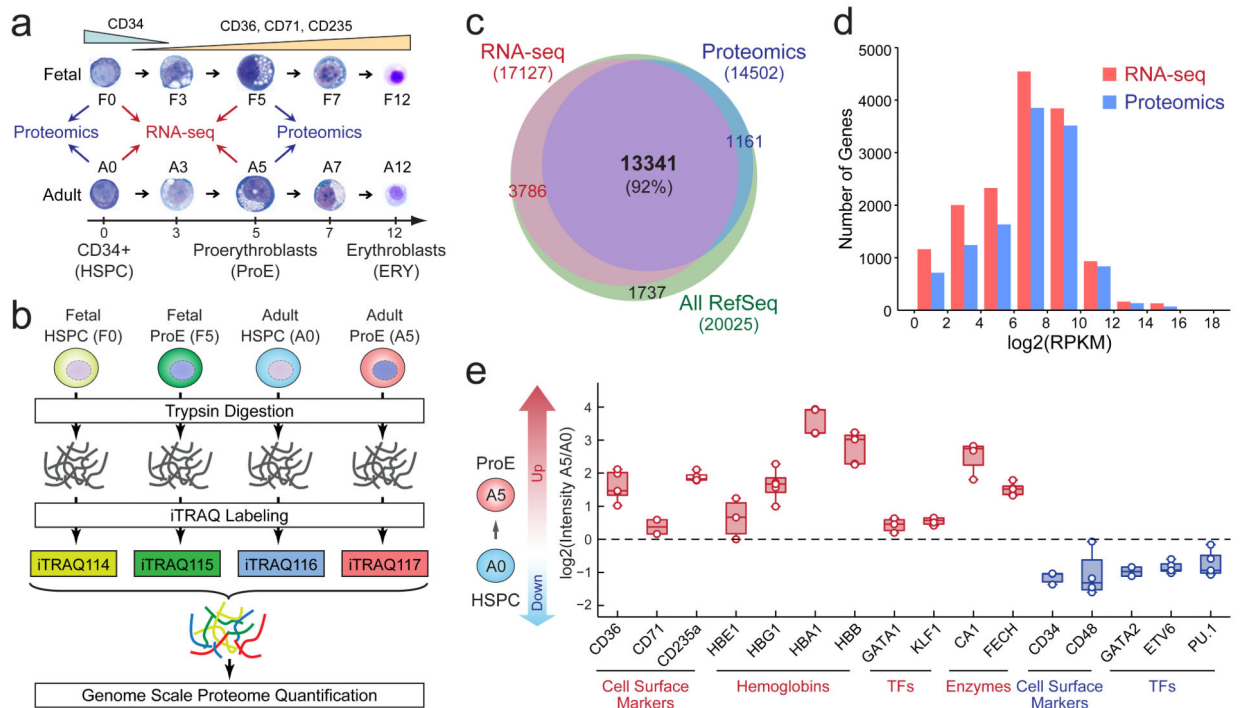 a
CD34
CD36, CD71, CD235
Fetal
F0
F3
F5
F7
F12
Proteomics
RNA-seq
Proteomics
A0
A3
A5
A7
A12
Adult
0
3
5
7
12
CD34+
(HSPC)
Proerythroblasts
(ProE)
Erythroblasts
(ERY)
b
Fetal
HSPC (F0)
Fetal
ProE (F5)
Adult
HSPC (A0)
Adult
ProE (A5)
Trypsin Digestion
iTRAQ Labeling
iTRAQ114
iTRAQ115
iTRAQ116
iTRAQ117
Genome Scale Proteome Quantification
c
RNA-seq
(17127)
Proteomics
(14502)
1161
13341
(92%)
3786
1737
All RefSeq
(20025)
d
5000
4000
3000
2000
1000
0
Number of Genes
RNA-seq
Proteomics
0
2
4
6
8
10
12
14
16
18
log2(RPKM)
e
ProE
A5
A0
HSPC
Up
Down
log2(Intensity A5/A0)
4
3
2
1
0
−1
−2
CD36
CD71
CD235a
HBE1
HBG1
HBA1
HBB
GATA1
KLF1
CA1
FECH
CD34
CD48
GATA2
ETV6
PU.1
Cell Surface
Markers
Hemoglobins
TFs
Enzymes
Cell Surface
Markers
TFs